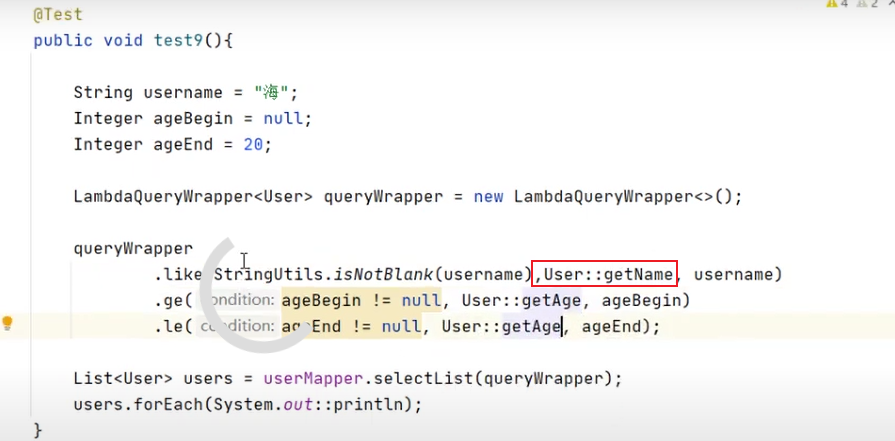 4 2
@Test
public void test9(){
String username = "海";
Integer ageBegin = null;
Integer ageEnd = 20;
LambdaQueryWrapper<User> queryWrapper = new LambdaQueryWrapper<>();
queryWrapper
.like(StringUtils.isNotBlank(username),User::getName, username)
.ge( condition: ageBegin != null, User::getAge, ageBegin)
.le( condition: ageEnd != null, User::getAge, ageEnd);
List<User> users = userMapper.selectList(queryWrapper);
users.forEach(System.out::println);
}